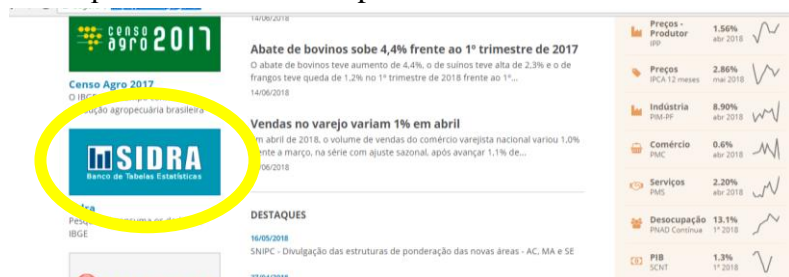 14/06/2018
censo
agro 2017
Censo Agro 2017
O IBGE
produção agropecuária brasileira
SIDRA
Banco de Tabelas Estatísticas
Sidra
IBGE
Abate de bovinos sobe 4,4% frente ao 1º trimestre de 2017
O abate de bovinos teve aumento de 4,4%, o de suínos teve alta de 2,3% e o de
frangos teve queda de 1,2% no 1º trimestre de 2018 frente ao 1º...
14/06/2018
Vendas no varejo variam 1% em abril
Em abril de 2018, o volume de vendas do comércio varejista nacional variou 1,0%
frente a março, na série com ajuste sazonal, após avançar 1,1% de...
/06/2018
DESTAQUES
16/05/2018
SNIPC - Divulgação das estruturas de ponderação das novas áreas - AC, MA e SE
Preços -
Produtor
IPP
1.56%
abr 2018
Preços
IPCA 12 meses
2.86%
mai 2018
Indústria
PIM-PF
8.90%
abr 2018
Comércio
PMC
0.6%
abr 2018
Serviços
PMS
2.20%
abr 2018
Desocupação
PNAD Contínua
13.1%
1º 2018
PIB
SCNT
1.3%
1º 2018